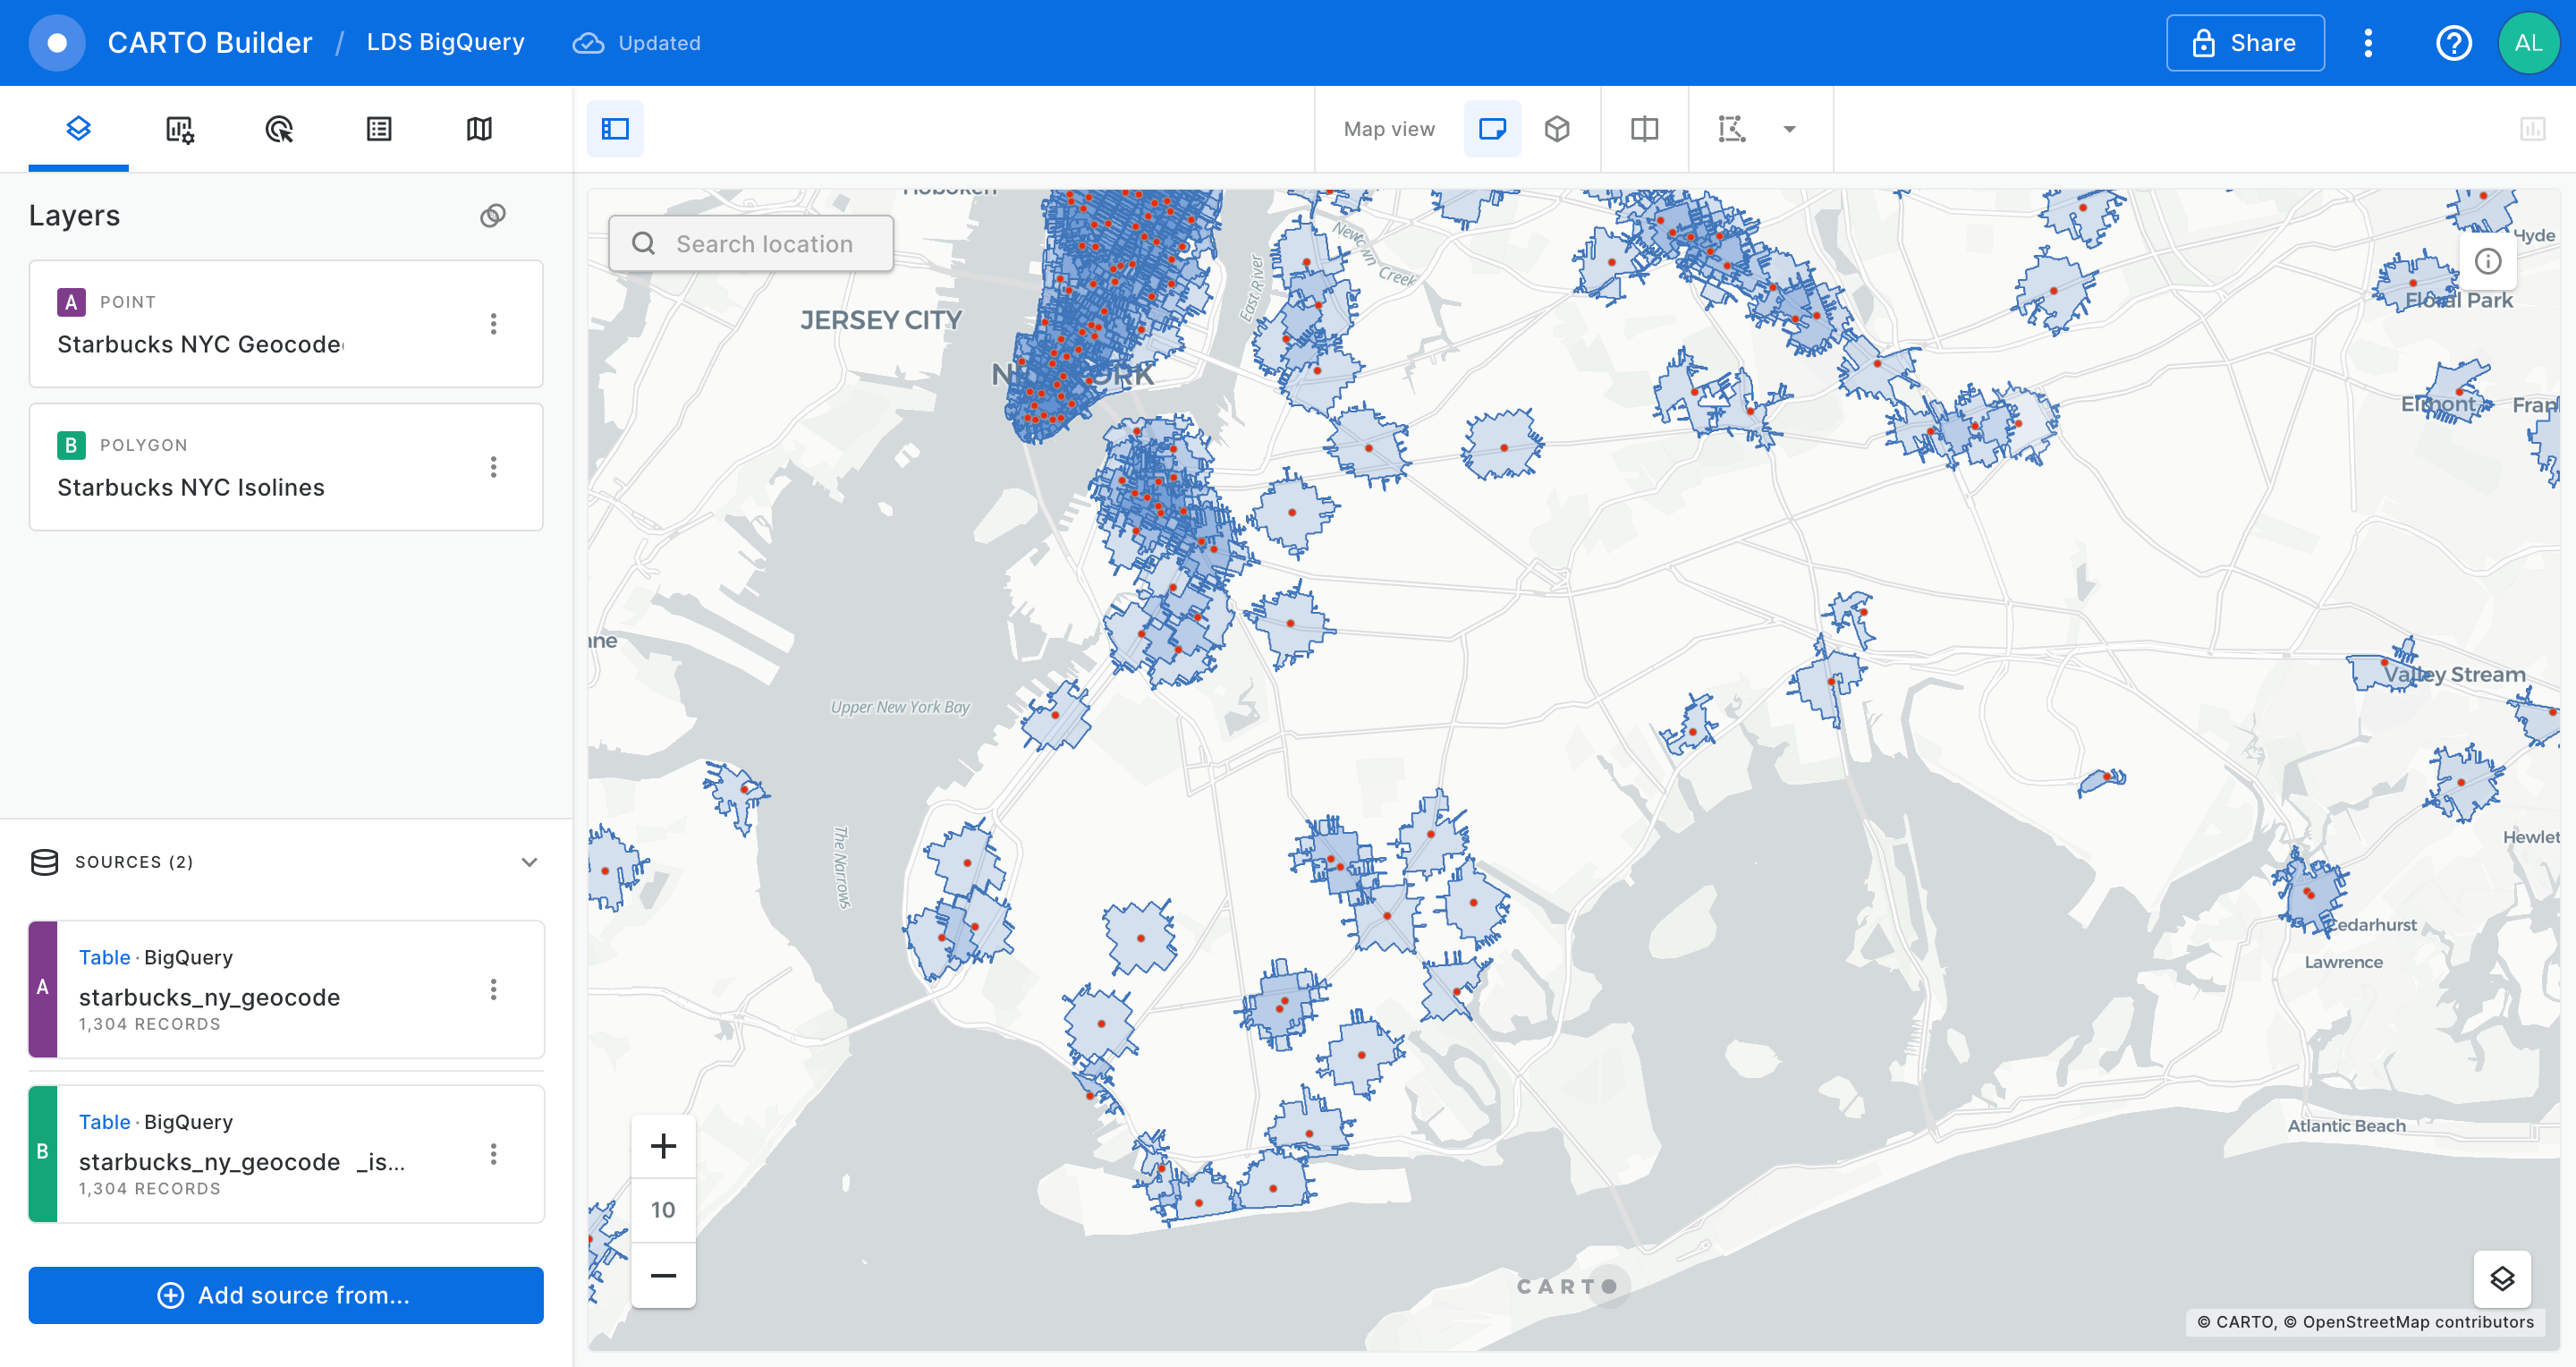 CARTO Builder / LDS BigQuery Updated
Share
AL
Map view
Layers
A POINT
Starbucks NYC Geocode
B POLYGON
Starbucks NYC Isolines
SOURCES (2)
A
Table · BigQuery
starbucks_ny_geocode
1,304 RECORDS
B
Table · BigQuery
starbucks_ny_geocode _is...
1,304 RECORDS
Add source from...
Search location
Hoboken
JERSEY CITY
East River
Newtown Creek
Hyde
Floral Park
Elmont
Fran
Upper New York Bay
The Narrows
Valley Stream
Hewlet
Cedarhurst
Lawrence
Atlantic Beach
10
CARTO
© CARTO, © OpenStreetMap contributors